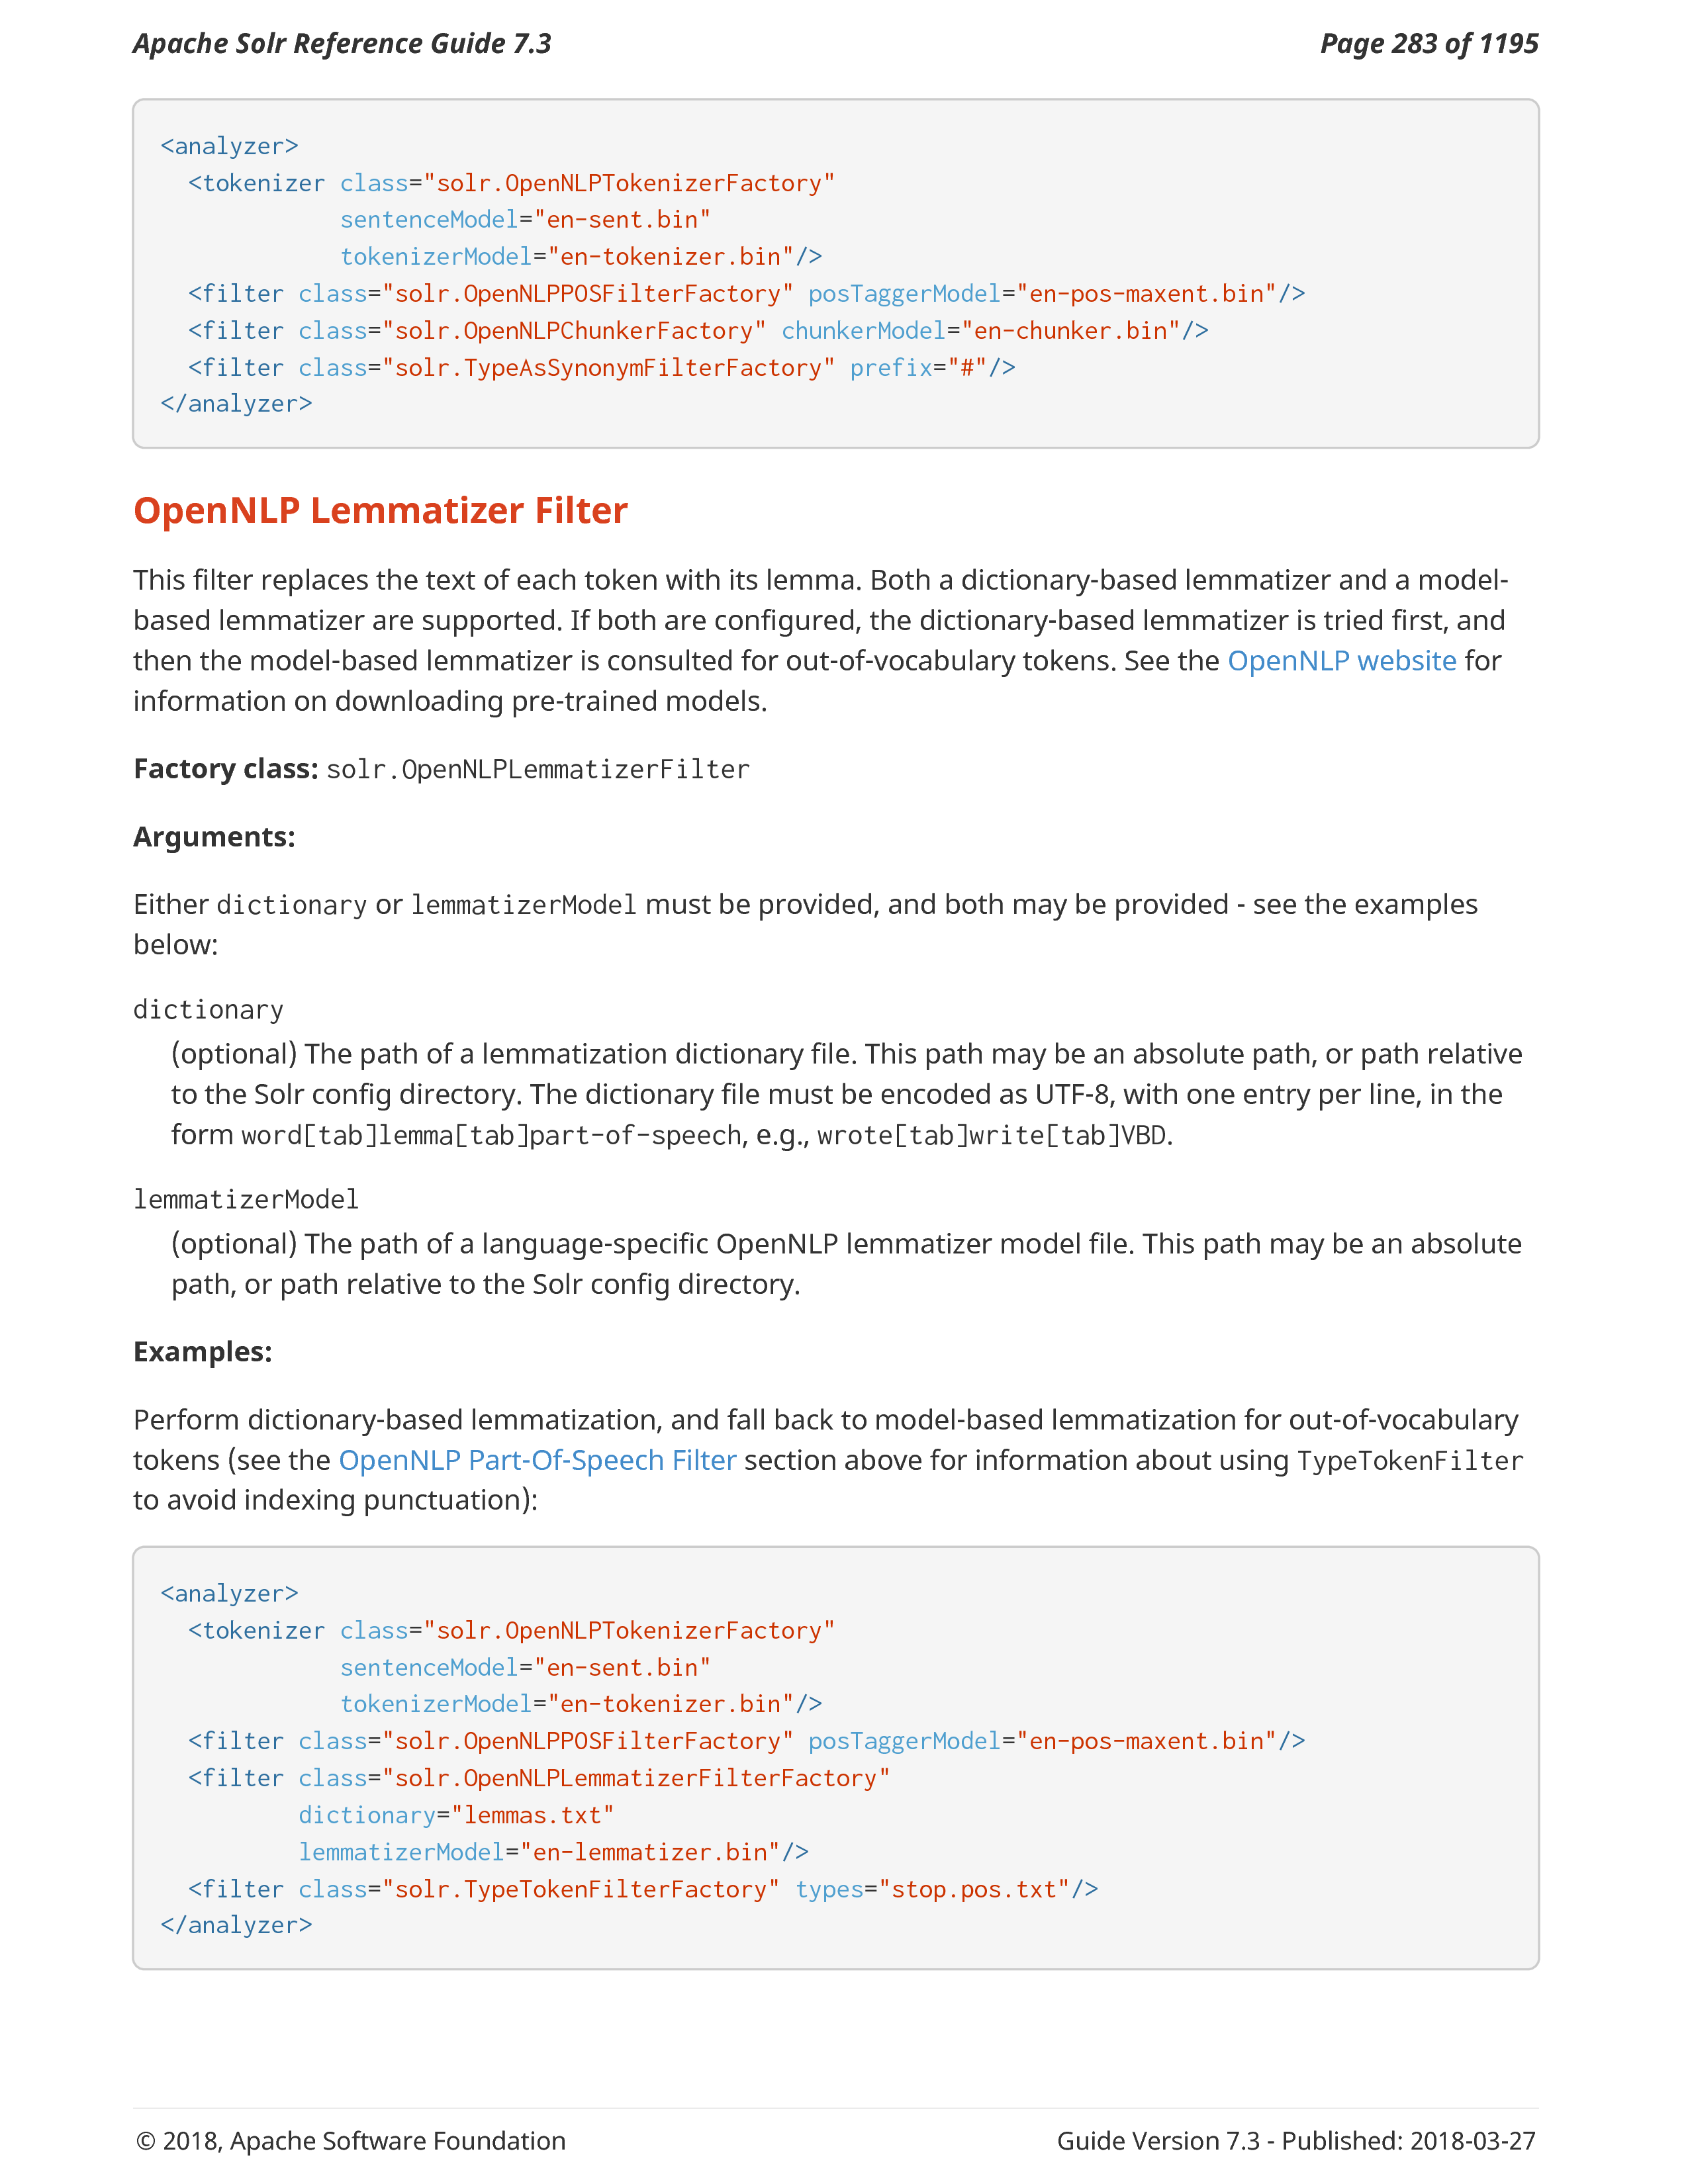 Apache Solr Reference Guide 7.3
Page 283 of 1195
<analyzer>
  <tokenizer class="solr.OpenNLPTokenizerFactory"
             sentenceModel="en-sent.bin"
             tokenizerModel="en-tokenizer.bin"/>
  <filter class="solr.OpenNLPPOSFilterFactory" posTaggerModel="en-pos-maxent.bin"/>
  <filter class="solr.OpenNLPChunkerFactory" chunkerModel="en-chunker.bin"/>
  <filter class="solr.TypeAsSynonymFilterFactory" prefix="#"/>
</analyzer>
OpenNLP Lemmatizer Filter
This filter replaces the text of each token with its lemma. Both a dictionary-based lemmatizer and a model-
based lemmatizer are supported. If both are configured, the dictionary-based lemmatizer is tried first, and
then the model-based lemmatizer is consulted for out-of-vocabulary tokens. See the OpenNLP website for
information on downloading pre-trained models.
Factory class: solr.OpenNLPLemmatizerFilter
Arguments:
Either dictionary or lemmatizerModel must be provided, and both may be provided - see the examples
below:
dictionary
(optional) The path of a lemmatization dictionary file. This path may be an absolute path, or path relative
to the Solr config directory. The dictionary file must be encoded as UTF-8, with one entry per line, in the
form word[tab]lemma[tab]part-of-speech, e.g., wrote[tab]write[tab]VBD.
lemmatizerModel
(optional) The path of a language-specific OpenNLP lemmatizer model file. This path may be an absolute
path, or path relative to the Solr config directory.
Examples:
Perform dictionary-based lemmatization, and fall back to model-based lemmatization for out-of-vocabulary
tokens (see the OpenNLP Part-Of-Speech Filter section above for information about using TypeTokenFilter
to avoid indexing punctuation):
<analyzer>
  <tokenizer class="solr.OpenNLPTokenizerFactory"
             sentenceModel="en-sent.bin"
             tokenizerModel="en-tokenizer.bin"/>
  <filter class="solr.OpenNLPPOSFilterFactory" posTaggerModel="en-pos-maxent.bin"/>
  <filter class="solr.OpenNLPLemmatizerFilterFactory"
          dictionary="lemmas.txt"
          lemmatizerModel="en-lemmatizer.bin"/>
  <filter class="solr.TypeTokenFilterFactory" types="stop.pos.txt"/>
</analyzer>
© 2018, Apache Software Foundation
Guide Version 7.3 - Published: 2018-03-27